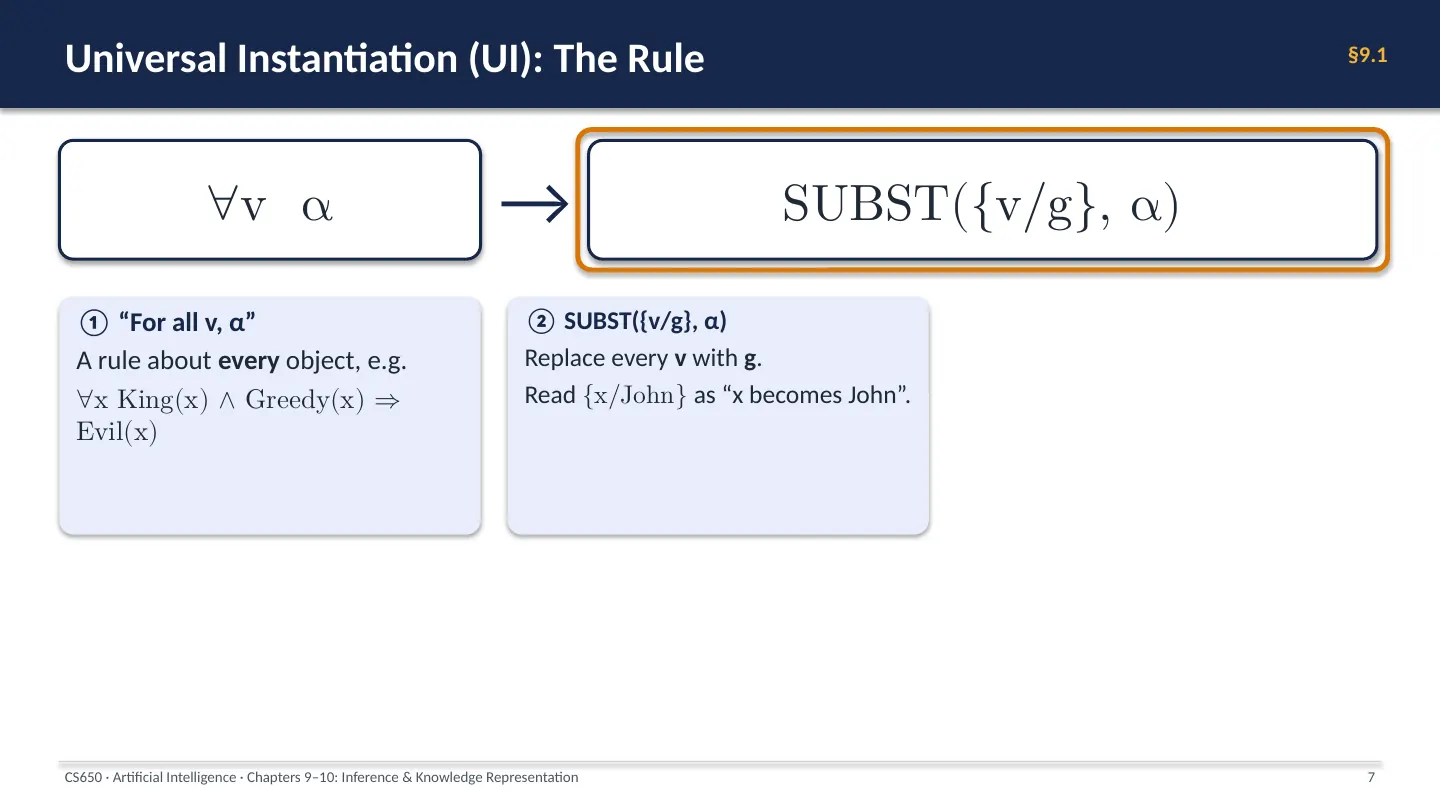 Universal Instantiation (UI): The Rule
§9.1
∀v α
→
SUBST({v/g}, α)
① “For all v, α”
A rule about every object, e.g.
∀x King(x) ∧ Greedy(x) ⇒
Evil(x)
② SUBST({v/g}, α)
Replace every v with g.
Read {x/John} as “x becomes John”.
CS650 · Artificial Intelligence · Chapters 9–10: Inference & Knowledge Representation
7